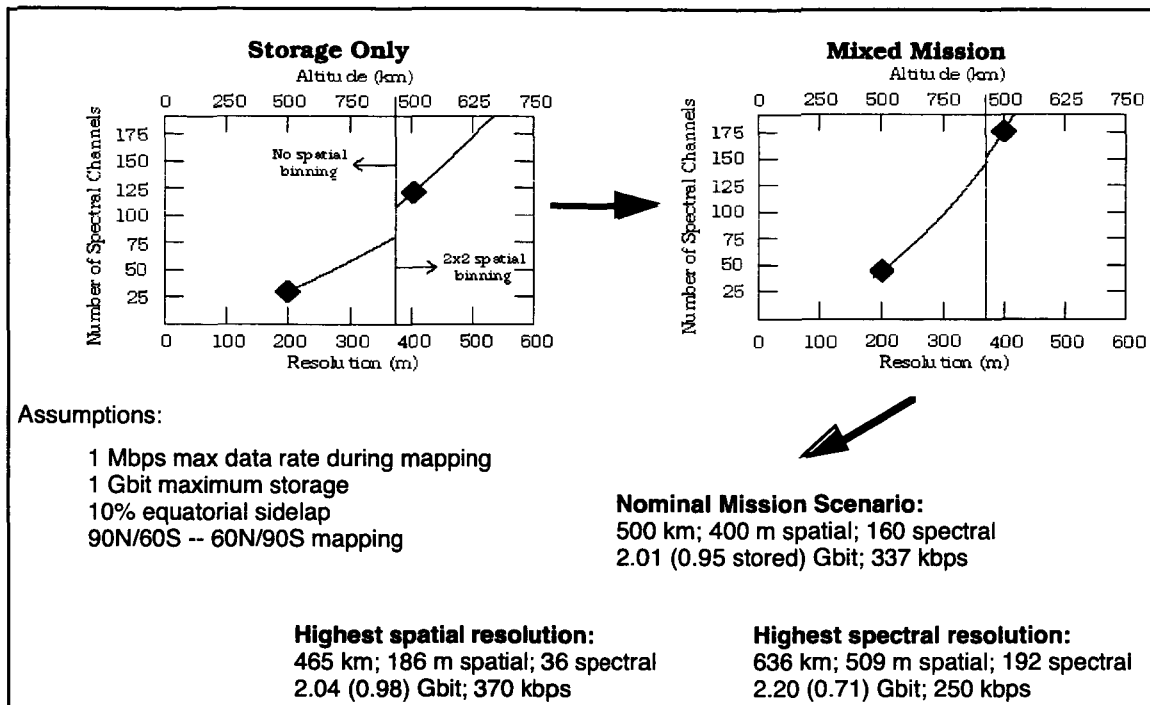 Storage Only
Altitude (km)
0 250 500 750 500 625 750
Number of Spectral Channels
175
150
125
100
75
50
25
No spatial
binning
2x2 spatial
binning
0 100 200 300 400 500 600
Resolution (m)
Mixed Mission
Altitude (km)
0 250 500 750 500 625 750
Number of Spectral Channels
175
150
125
100
75
50
25
0 100 200 300 400 500 600
Resolution (m)
Assumptions:
1 Mbps max data rate during mapping
1 Gbit maximum storage
10% equatorial sidelap
90N/60S -- 60N/90S mapping
Nominal Mission Scenario:
500 km; 400 m spatial; 160 spectral
2.01 (0.95 stored) Gbit; 337 kbps
Highest spatial resolution:
465 km; 186 m spatial; 36 spectral
2.04 (0.98) Gbit; 370 kbps
Highest spectral resolution:
636 km; 509 m spatial; 192 spectral
2.20 (0.71) Gbit; 250 kbps